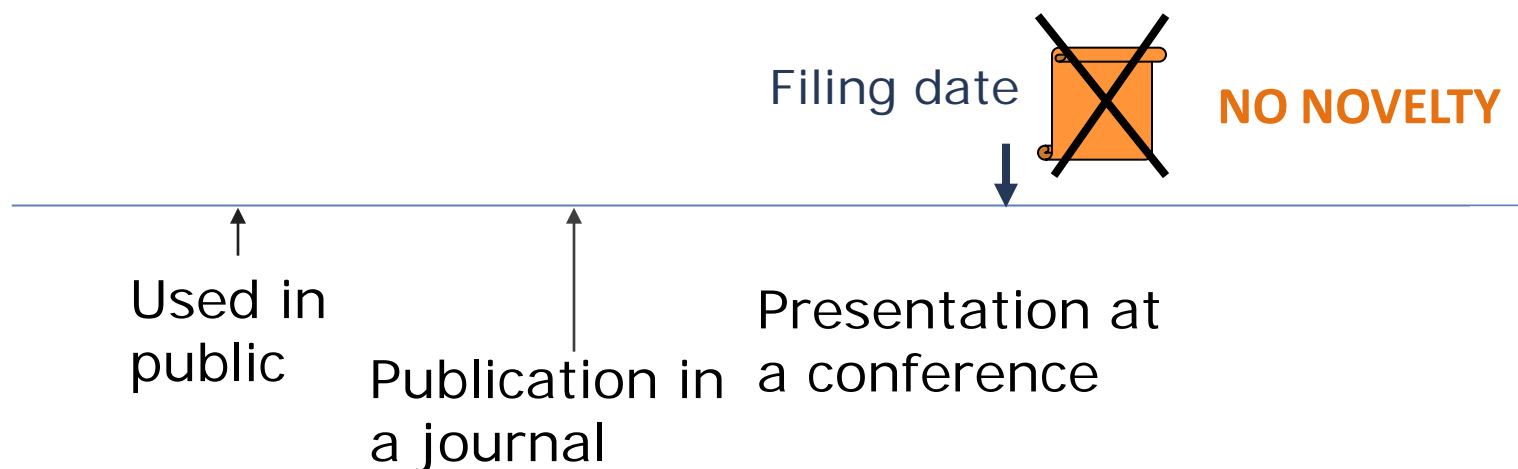 Filing date
NO NOVELTY
Used in
public
Publication in
a journal
Presentation at
a conference